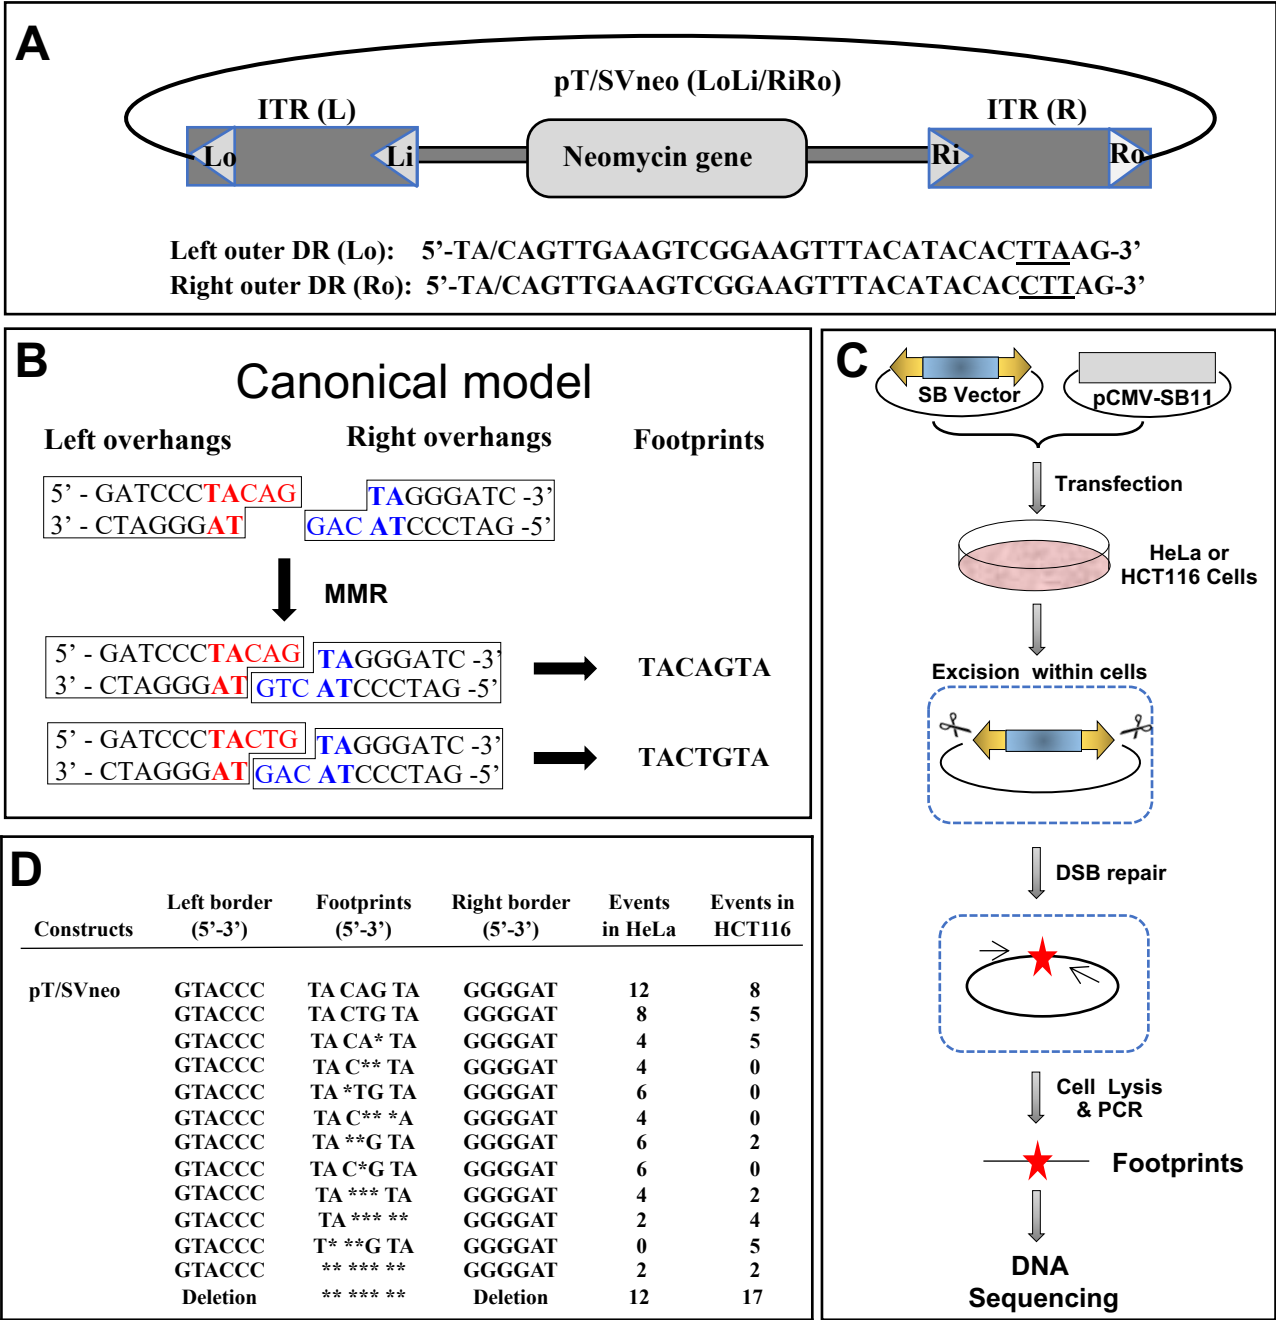 A
pT/SVneo (LoLi/RiRo)
ITR (L)
ITR (R)
Lo
Li
Neomycin gene
Ri
Ro
Left outer DR (Lo): 5’-TA/CAGTTGAAGTCGGAAGTTTACATACACTTAAG-3’
Right outer DR (Ro): 5’-TA/CAGTTGAAGTCGGAAGTTTACATACACCTTAG-3’
B
Canonical model
Left overhangs
Right overhangs
Footprints
5’ - GATCCCTACAG
TAGGGATC -3’
3’ - CTAGGGAT
GAC ATCCCTAG -5’
MMR
5’ - GATCCCTACAG
TAGGGATC -3’
TACAGTA
3’ - CTAGGGAT
GTC ATCCCTAG -5’
5’ - GATCCCTACTG
TAGGGATC -3’
TACTGTA
3’ - CTAGGGAT
GAC ATCCCTAG -5’
C
SB Vector
pCMV-SB11
Transfection
HeLa or
HCT116 Cells
Excision within cells
DSB repair
Cell Lysis
& PCR
Footprints
DNA
Sequencing
D
Constructs Left border (5’-3’) Footprints (5’-3’) Right border (5’-3’) Events in HeLa Events in HCT116
pT/SVneo GTACCC TA CAG TA GGGGAT 12 8
GTACCC TA CTG TA GGGGAT 8 5
GTACCC TA CA* TA GGGGAT 4 5
GTACCC TA C** TA GGGGAT 4 0
GTACCC TA *TG TA GGGGAT 6 0
GTACCC TA C** *A GGGGAT 4 0
GTACCC TA **G TA GGGGAT 6 2
GTACCC TA C*G TA GGGGAT 6 0
GTACCC TA *** TA GGGGAT 4 2
GTACCC TA *** ** GGGGAT 2 4
GTACCC T* **G TA GGGGAT 0 5
GTACCC ** *** ** GGGGAT 2 2
Deletion ** *** ** Deletion 12 17